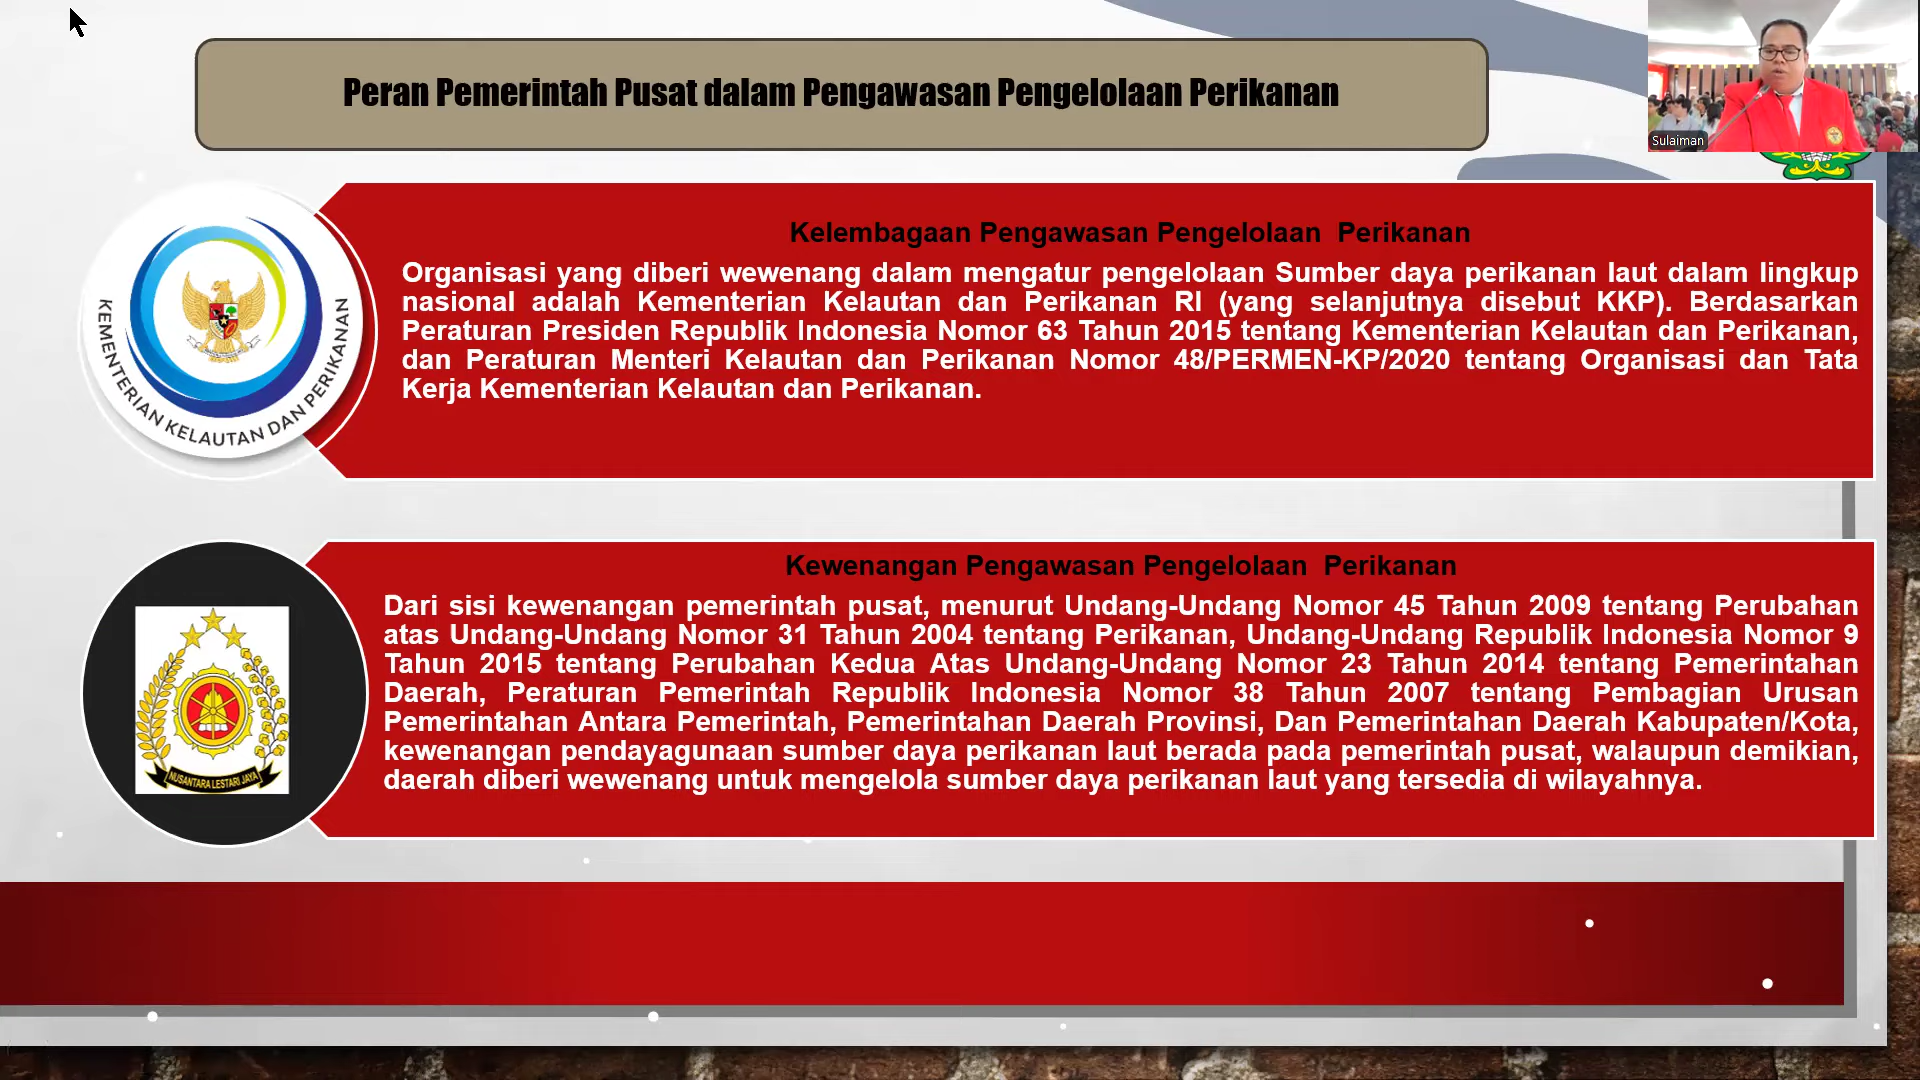 Peran Pemerintah Pusat dalam Pengawasan Pengelolaan Perikanan
Sulaiman
KEMENTERIAN KELAUTAN DAN PERIKANAN
Kelembagaan Pengawasan Pengelolaan  Perikanan
Organisasi yang diberi wewenang dalam mengatur pengelolaan Sumber daya perikanan laut dalam lingkup
nasional adalah Kementerian Kelautan dan Perikanan RI (yang selanjutnya disebut KKP). Berdasarkan
Peraturan Presiden Republik Indonesia Nomor 63 Tahun 2015 tentang Kementerian Kelautan dan Perikanan,
dan Peraturan Menteri Kelautan dan Perikanan Nomor 48/PERMEN-KP/2020 tentang Organisasi dan Tata
Kerja Kementerian Kelautan dan Perikanan.
NUSANTARA LESTARI JAYA
Kewenangan Pengawasan Pengelolaan  Perikanan
Dari sisi kewenangan pemerintah pusat, menurut Undang-Undang Nomor 45 Tahun 2009 tentang Perubahan
atas Undang-Undang Nomor 31 Tahun 2004 tentang Perikanan, Undang-Undang Republik Indonesia Nomor 9
Tahun 2015 tentang Perubahan Kedua Atas Undang-Undang Nomor 23 Tahun 2014 tentang Pemerintahan
Daerah, Peraturan Pemerintah Republik Indonesia Nomor 38 Tahun 2007 tentang Pembagian Urusan
Pemerintahan Antara Pemerintah, Pemerintahan Daerah Provinsi, Dan Pemerintahan Daerah Kabupaten/Kota,
kewenangan pendayagunaan sumber daya perikanan laut berada pada pemerintah pusat, walaupun demikian,
daerah diberi wewenang untuk mengelola sumber daya perikanan laut yang tersedia di wilayahnya.